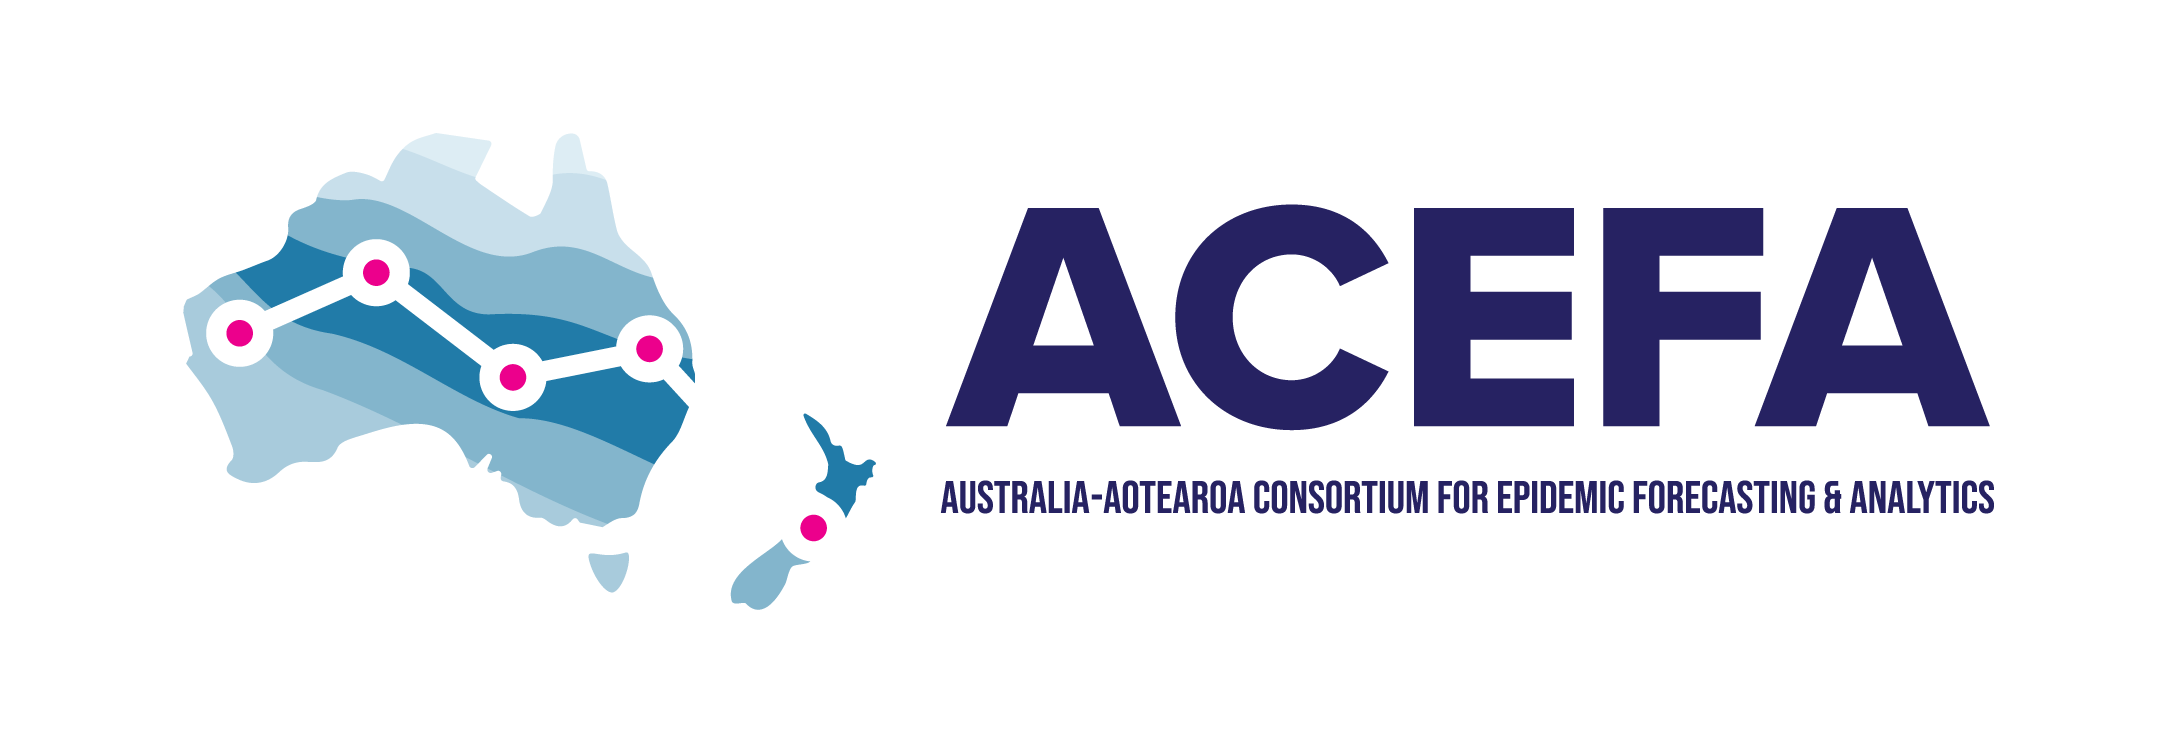 ACEFA
AUSTRALIA-AOTEAROA CONSORTIUM FOR EPIDEMIC FORECASTING & ANALYTICS